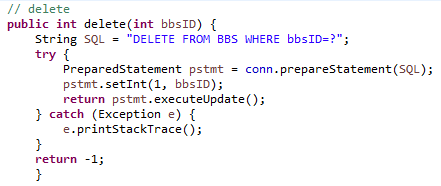 // delete
public int delete(int bbsID) {
    String SQL = "DELETE FROM BBS WHERE bbsID=?";
    try {
        PreparedStatement pstmt = conn.prepareStatement(SQL);
        pstmt.setInt(1, bbsID);
        return pstmt.executeUpdate();
    } catch (Exception e) {
        e.printStackTrace();
    }
    return -1;
    }